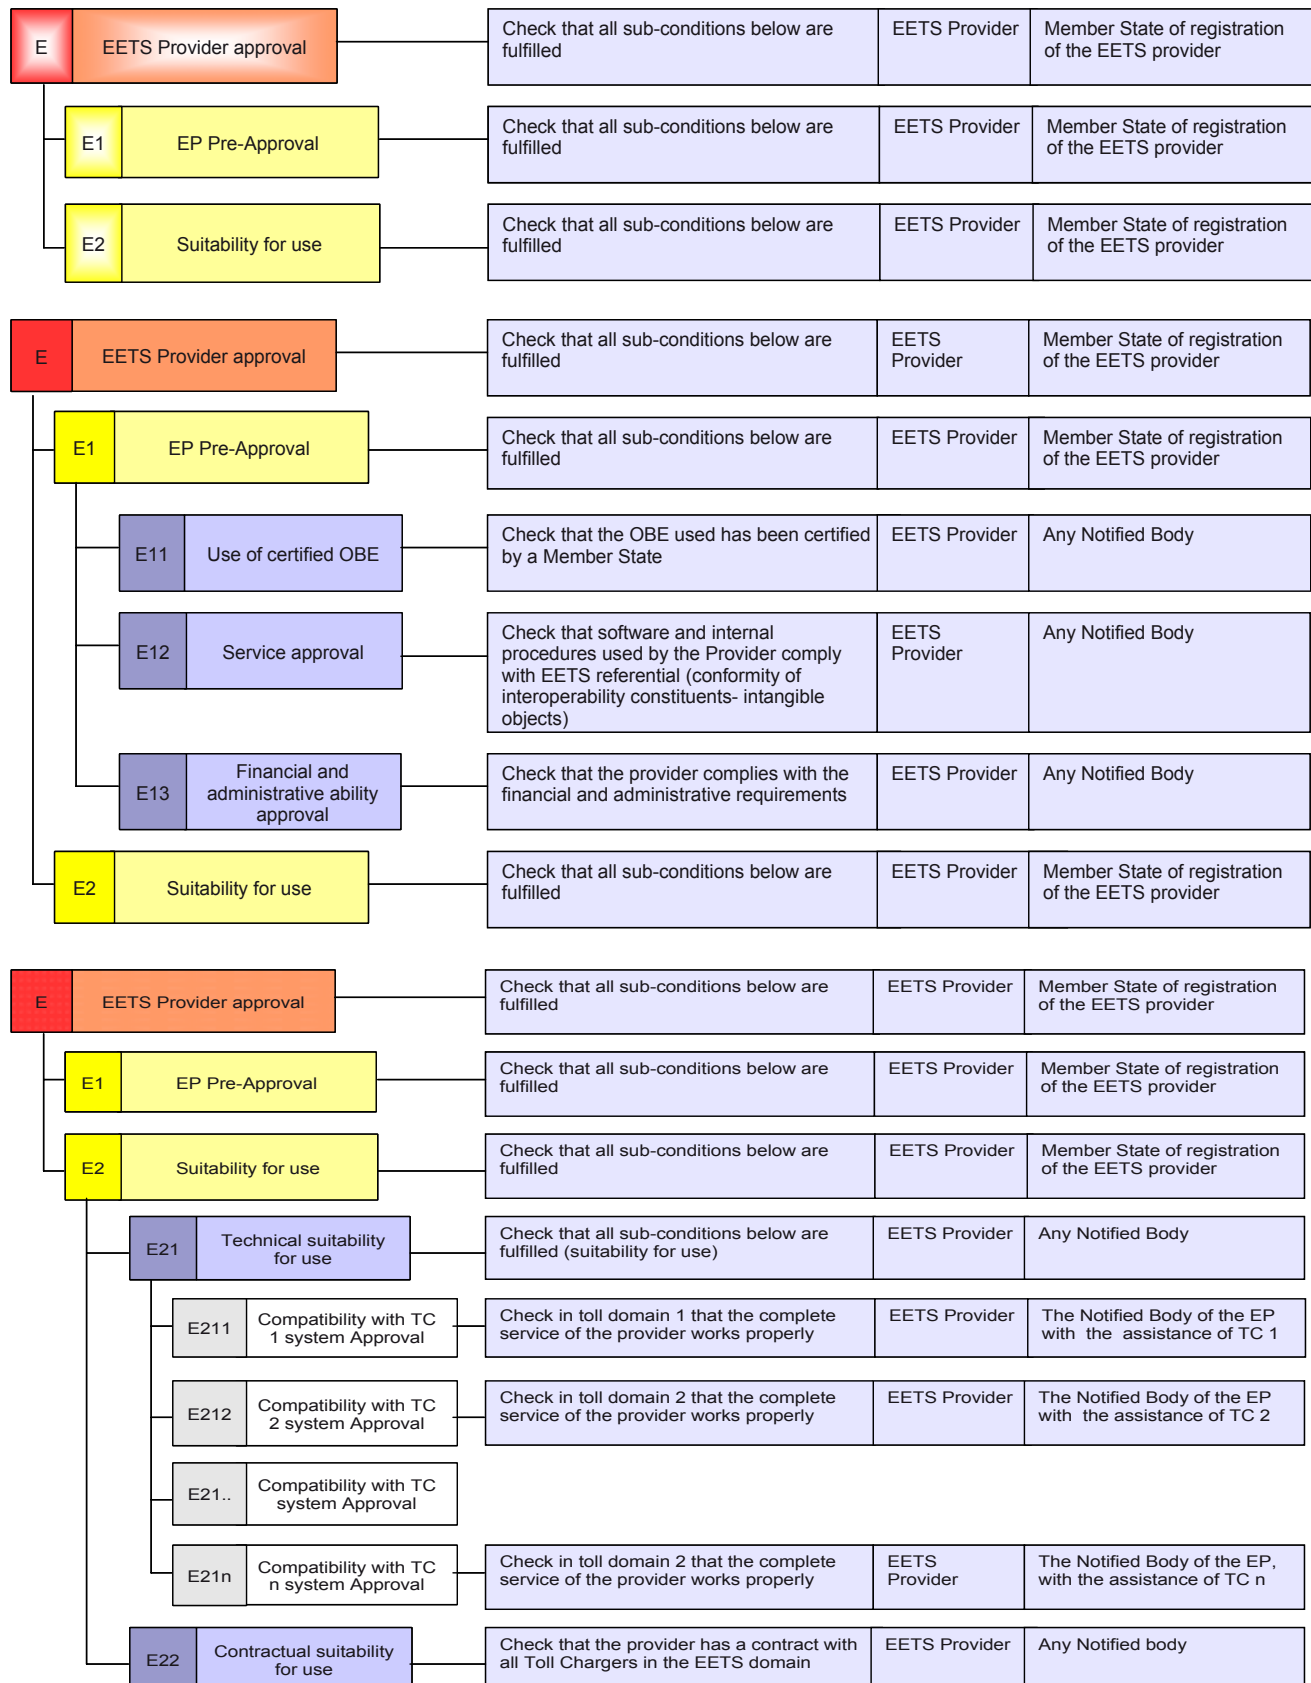 E
EETS Provider approval
Check that all sub-conditions below are
fulfilled
EETS Provider
Member State of registration
of the EETS provider
E1
EP Pre-Approval
Check that all sub-conditions below are
fulfilled
EETS Provider
Member State of registration
of the EETS provider
E2
Suitability for use
Check that all sub-conditions below are
fulfilled
EETS Provider
Member State of registration
of the EETS provider
E
EETS Provider approval
Check that all sub-conditions below are
fulfilled
EETS
Provider
Member State of registration
of the EETS provider
E1
EP Pre-Approval
Check that all sub-conditions below are
fulfilled
EETS Provider
Member State of registration
of the EETS provider
E11
Use of certified OBE
Check that the OBE used has been certified
by a Member State
EETS Provider
Any Notified Body
E12
Service approval
Check that software and internal
procedures used by the Provider comply
with EETS referential (conformity of
interoperability constituents- intangible
objects)
EETS
Provider
Any Notified Body
E13
Financial and
administrative ability
approval
Check that the provider complies with the
financial and administrative requirements
EETS Provider
Any Notified Body
E2
Suitability for use
Check that all sub-conditions below are
fulfilled
EETS Provider
Member State of registration
of the EETS provider
E
EETS Provider approval
Check that all sub-conditions below are
fulfilled
EETS Provider
Member State of registration
of the EETS provider
E1
EP Pre-Approval
Check that all sub-conditions below are
fulfilled
EETS Provider
Member State of registration
of the EETS provider
E2
Suitability for use
Check that all sub-conditions below are
fulfilled
EETS Provider
Member State of registration
of the EETS provider
E21
Technical suitability
for use
Check that all sub-conditions below are
fulfilled (suitability for use)
EETS Provider
Any Notified Body
E211
Compatibility with TC
1 system Approval
Check in toll domain 1 that the complete
service of the provider works properly
EETS Provider
The Notified Body of the EP
with the assistance of TC 1
E212
Compatibility with TC
2 system Approval
Check in toll domain 2 that the complete
service of the provider works properly
EETS Provider
The Notified Body of the EP
with the assistance of TC 2
E21..
Compatibility with TC
system Approval
E21n
Compatibility with TC
n system Approval
Check in toll domain 2 that the complete
service of the provider works properly
EETS
Provider
The Notified Body of the EP,
with the assistance of TC n
E22
Contractual suitability
for use
Check that the provider has a contract with
all Toll Chargers in the EETS domain
EETS Provider
Any Notified body